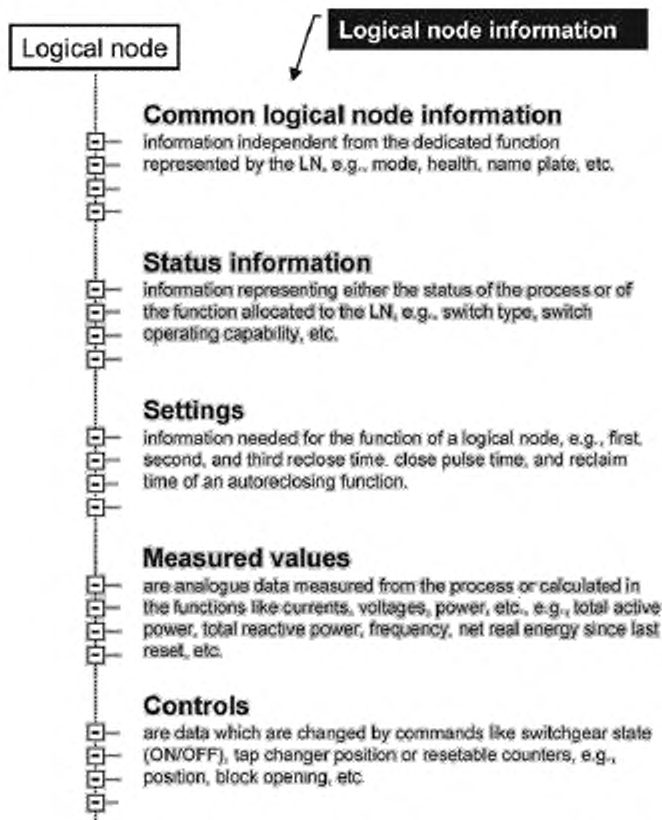 Logical node
Logical node information
Common logical node information
information independent from the dedicated function
represented by the LN, e.g., mode, health, name plate, etc.
Status information
information representing either the status of the process or of
the function allocated to the LN, e.g., switch type, switch
operating capability, etc.
Settings
information needed for the function of a logical node, e.g., first,
second, and third reclose time. close pulse time, and reclaim
time of an autoreclosing function.
Measured values
are analogue data measured from the process or calculated in
the functions like currents, voltages, power, etc., e.g., total active
power, total reactive power, frequency, net real energy since last
reset, etc.
Controls
are data which are changed by commands like switchgear state
(ON/OFF), tap changer position or resetable counters, e.g.,
position, block opening, etc